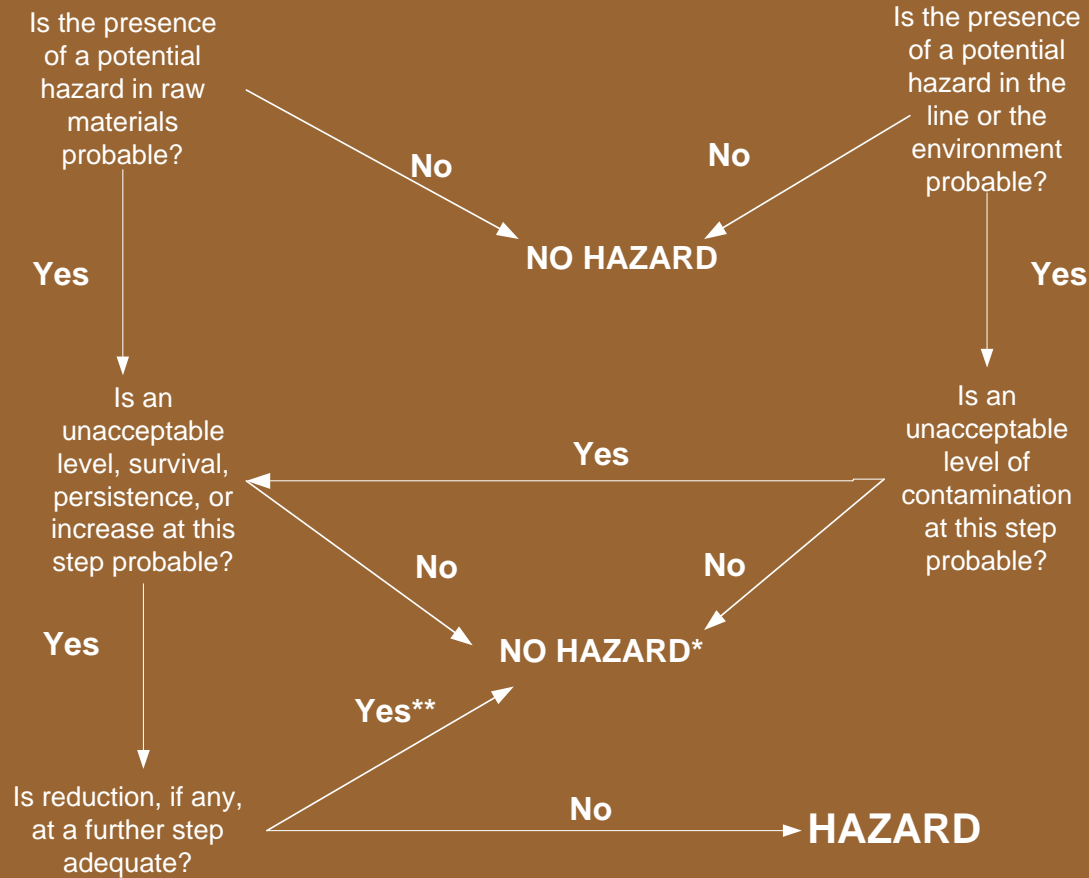 Is the presence
of a potential
hazard in raw
materials
probable?
Is the presence
of a potential
hazard in the
line or the
environment
probable?
No
No
NO HAZARD
Yes
Yes
Is an
unacceptable
level, survival,
persistence, or
increase at this
step probable?
Yes
Is an
unacceptable
level of
contamination
at this step
probable?
No
No
Yes
NO HAZARD*
Yes**
Is reduction, if any,
at a further step
adequate?
No
HAZARD